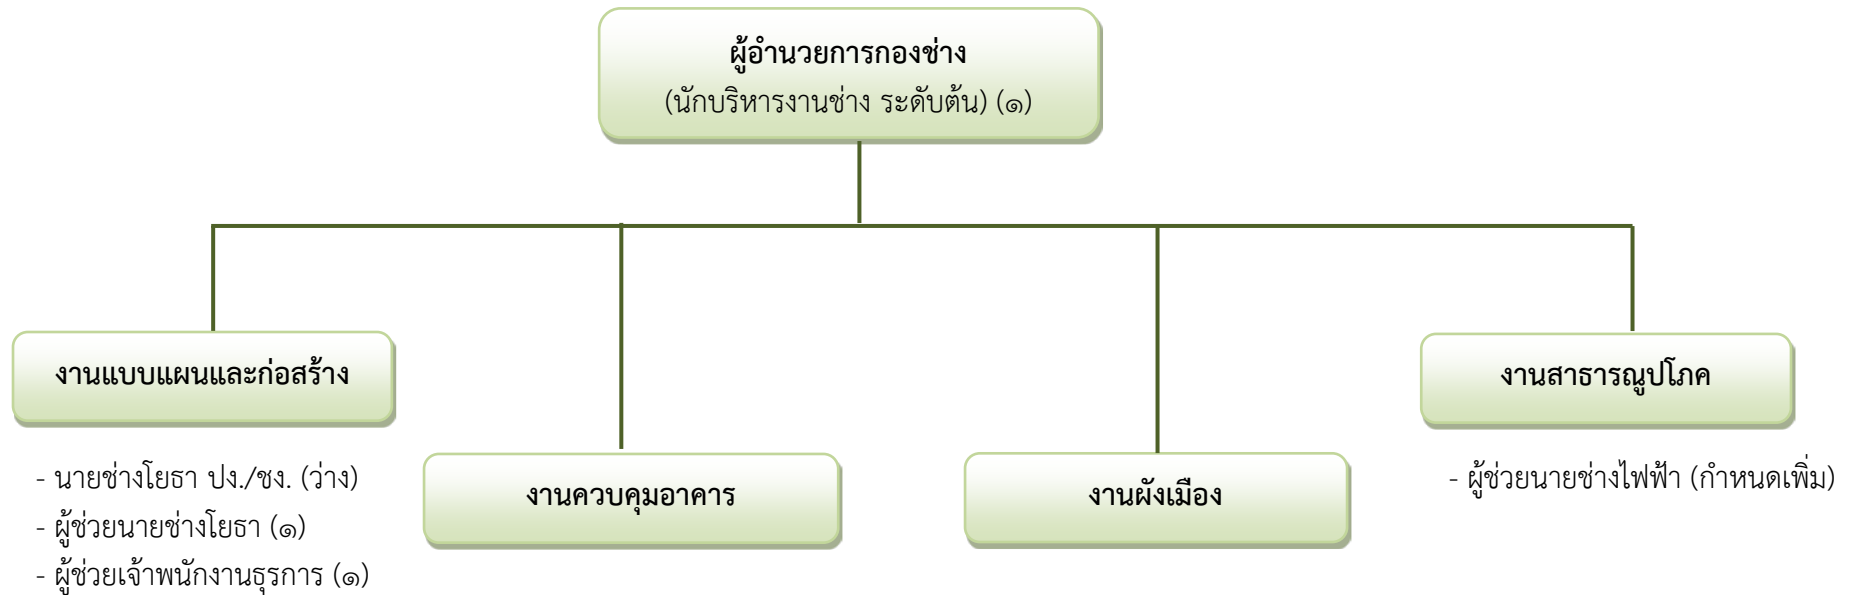 ผู้อำนวยการกองช่าง
(นักบริหารงานช่าง ระดับต้น) (๑)
งานแบบแผนและก่อสร้าง
- นายช่างโยธา ปง./ชง. (ว่าง)
- ผู้ช่วยนายช่างโยธา (๑)
- ผู้ช่วยเจ้าพนักงานธุรการ (๑)
งานควบคุมอาคาร
งานผังเมือง
งานสาธารณูปโภค
- ผู้ช่วยนายช่างไฟฟ้า (กำหนดเพิ่ม)